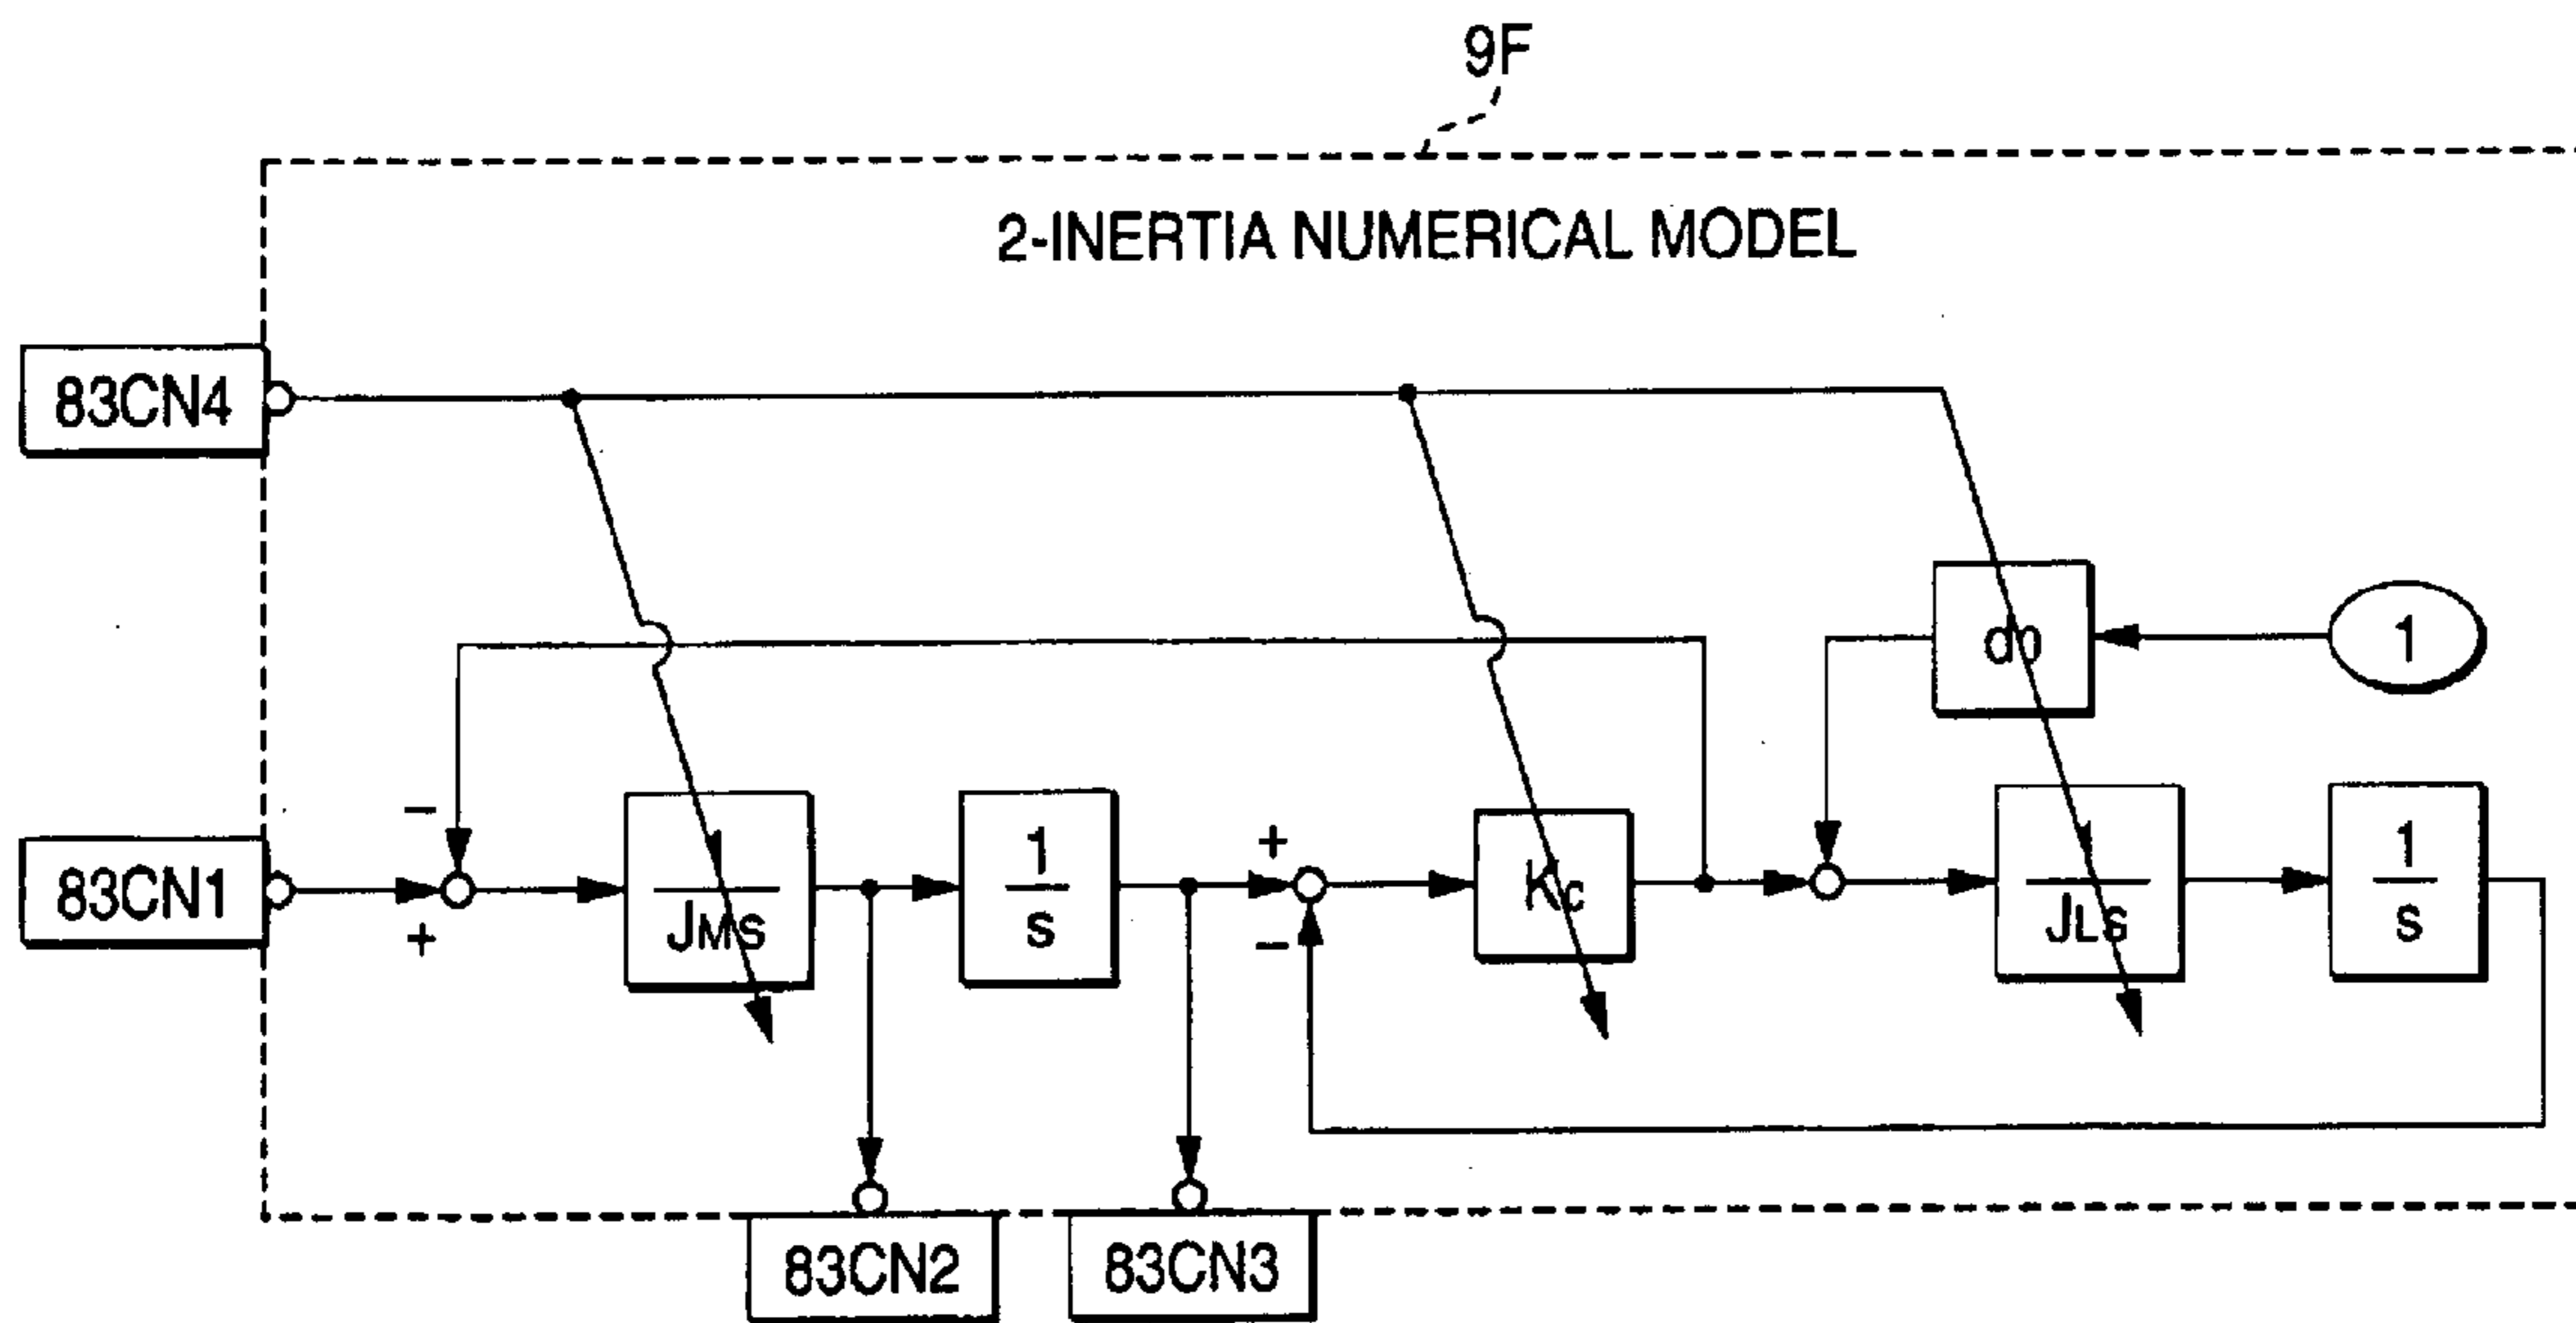 9F
2-INERTIA NUMERICAL MODEL
83CN4
d0
1
−
+
83CN1
1
JMS
1
s
+
−
Kc
1
JLS
1
s
83CN2
83CN3